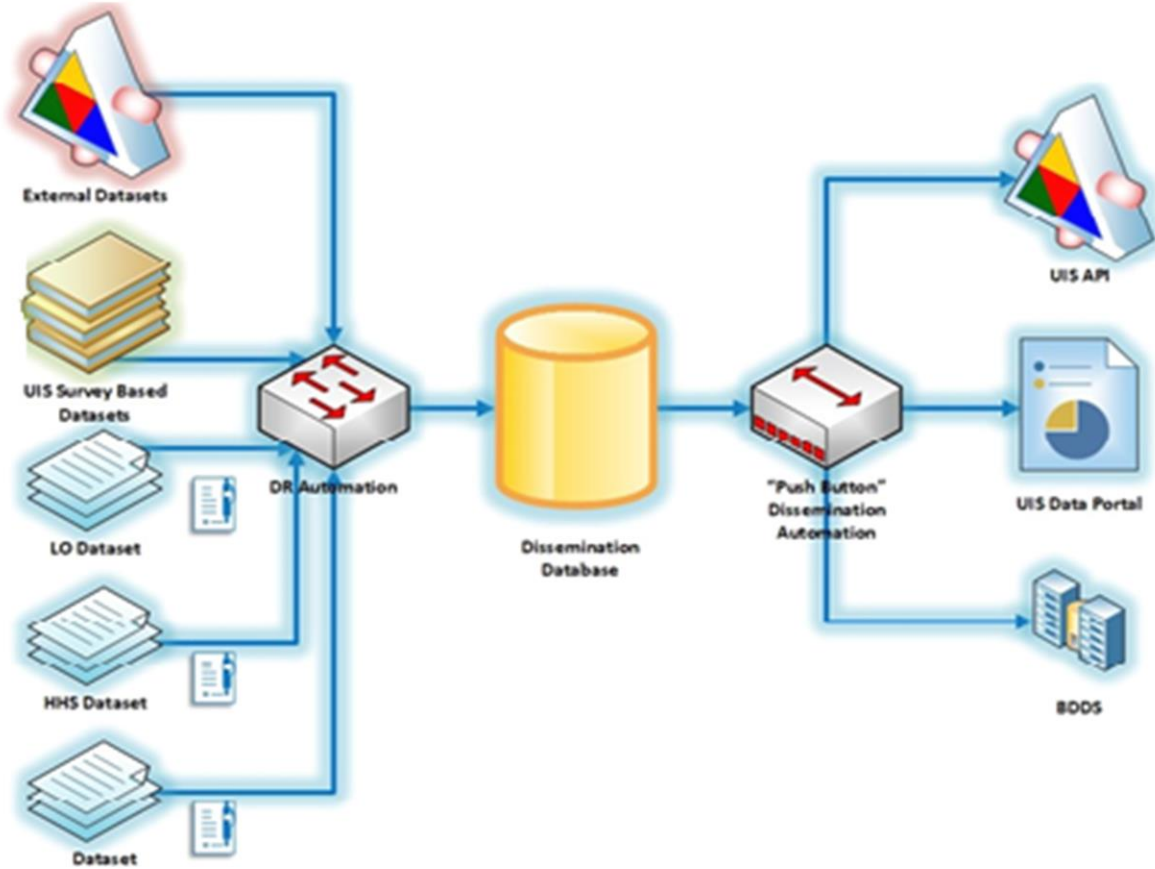 External Datasets
UIS Survey Based
Datasets
LO Dataset
HHS Dataset
Dataset
DR Automation
Dissemination
Database
"Push Button"
Dissemination
Automation
UIS API
UIS Data Portal
BDDS